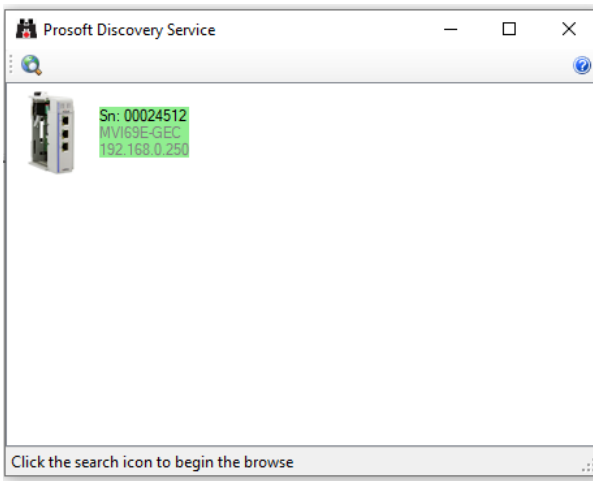 Prosoft Discovery Service
Sn: 00024512
MVI69E-GEC
192.168.0.250
Click the search icon to begin the browse